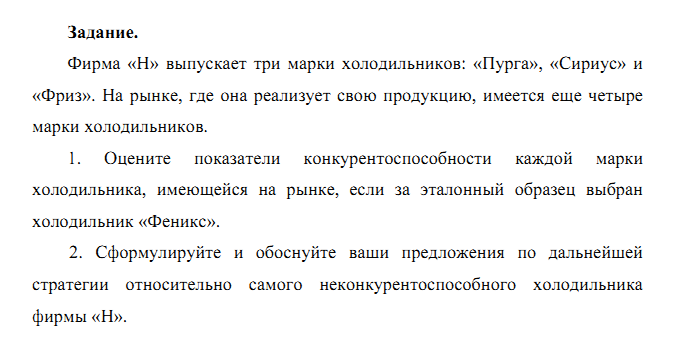 Задание.
Фирма «Н» выпускает три марки холодильников: «Пурга», «Сириус» и
«Фриз». На рынке, где она реализует свою продукцию, имеется еще четыре
марки холодильников.
1. Оцените показатели конкурентоспособности каждой марки
холодильника, имеющейся на рынке, если за эталонный образец выбран
холодильник «Феникс».
2. Сформулируйте и обоснуйте ваши предложения по дальнейшей
стратегии относительно самого неконкурентоспособного холодильника
фирмы «Н».